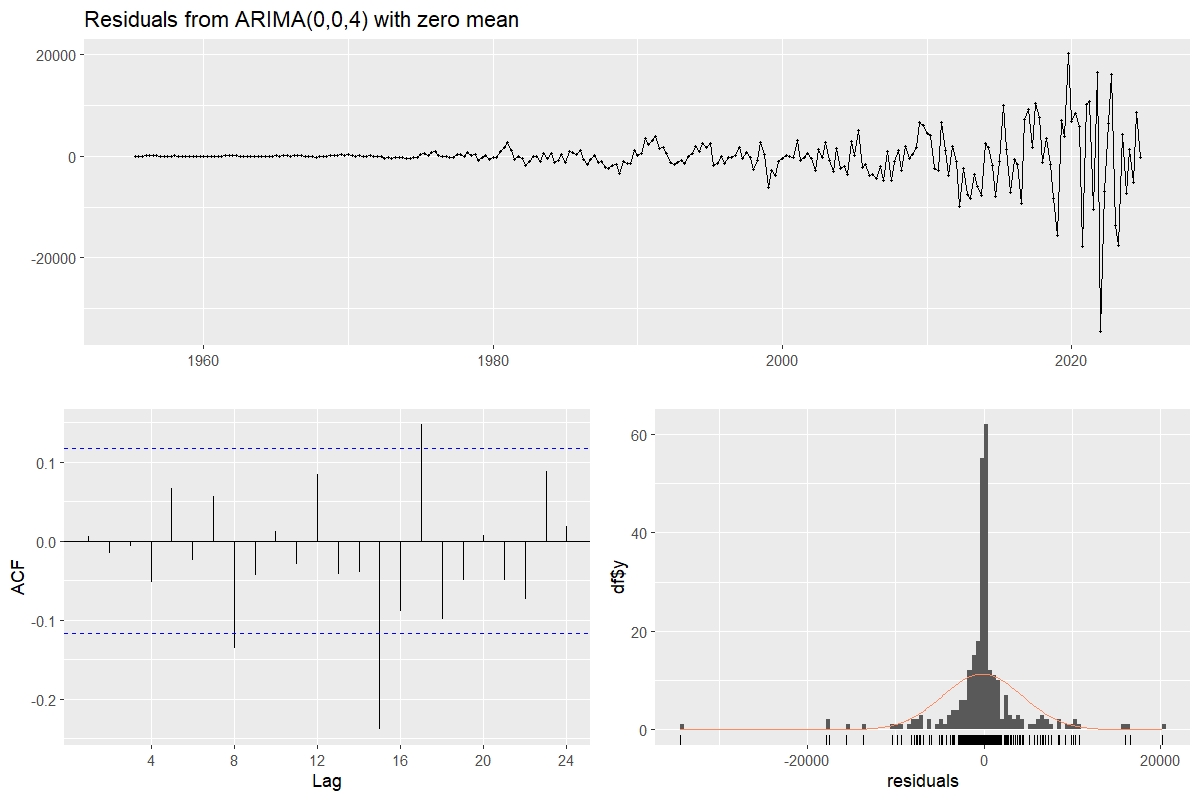 Residuals from ARIMA(0,0,4) with zero mean
20000
0
-20000
1960 1980 2000 2020
ACF
0.1
0.0
-0.1
-0.2
4 8 12 16 20 24
Lag
df$y
60
40
20
0
-20000 0 20000
residuals